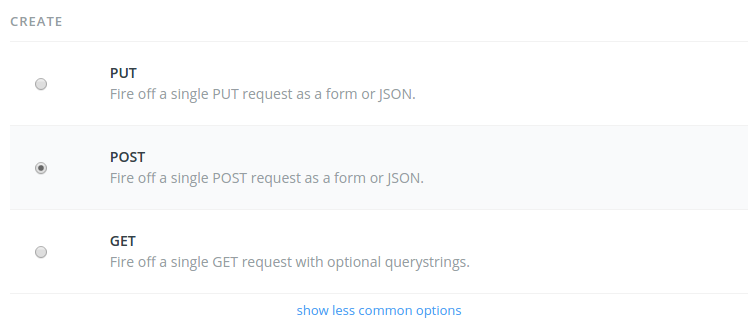 CREATE
PUT
Fire off a single PUT request as a form or JSON.
POST
Fire off a single POST request as a form or JSON.
GET
Fire off a single GET request with optional querystrings.
show less common options